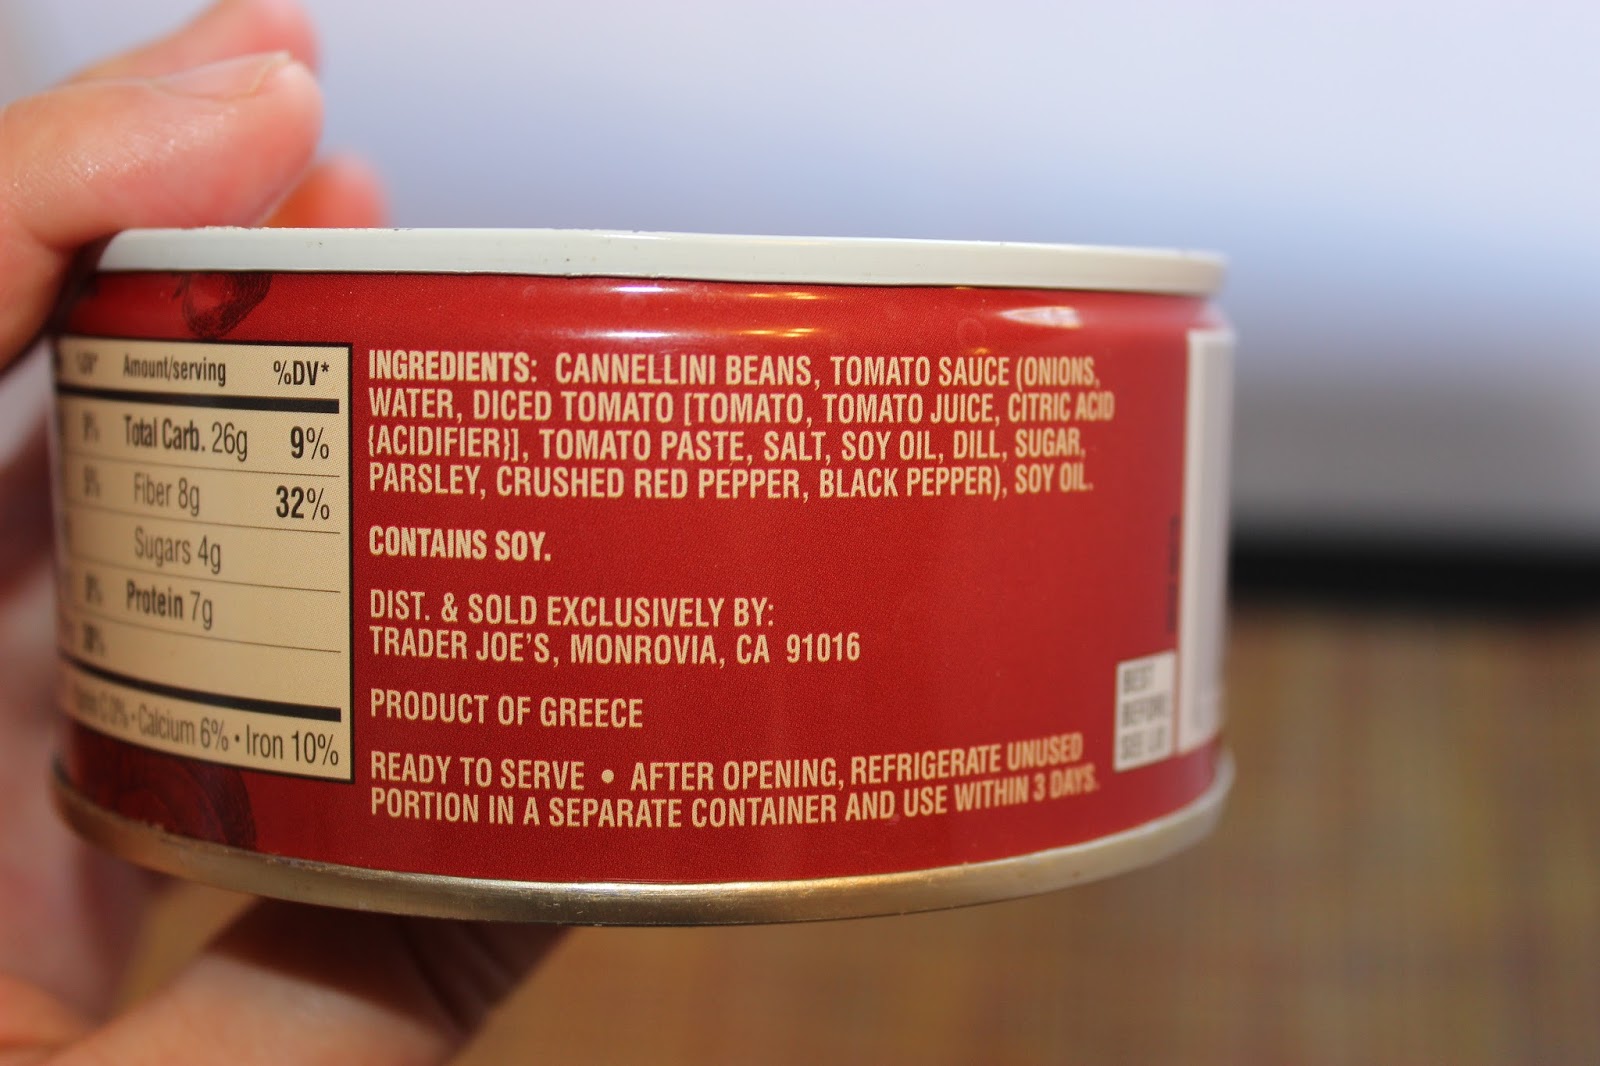 Amount/serving %DV*
Total Carb. 26g 9%
Fiber 8g 32%
Sugars 4g
Protein 7g
Calcium 6% • Iron 10%
INGREDIENTS: CANNELLINI BEANS, TOMATO SAUCE (ONIONS,
WATER, DICED TOMATO [TOMATO, TOMATO JUICE, CITRIC ACID
{ACIDIFIER}], TOMATO PASTE, SALT, SOY OIL, DILL, SUGAR,
PARSLEY, CRUSHED RED PEPPER, BLACK PEPPER), SOY OIL.
CONTAINS SOY.
DIST. & SOLD EXCLUSIVELY BY:
TRADER JOE'S, MONROVIA, CA 91016
PRODUCT OF GREECE
READY TO SERVE • AFTER OPENING, REFRIGERATE UNUSED
PORTION IN A SEPARATE CONTAINER AND USE WITHIN 3 DAYS.
BEST
BEFORE
SEE